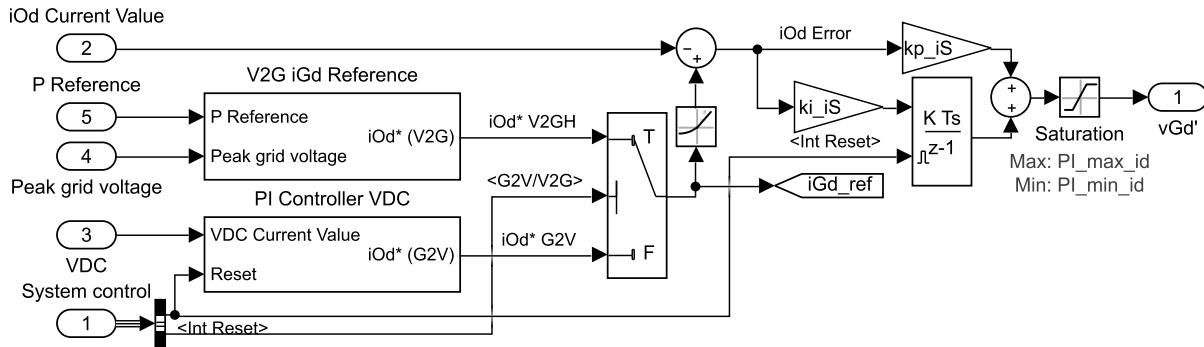 iOd Current Value
2
P Reference
5
4
Peak grid voltage
V2G iGd Reference
P Reference
Peak grid voltage
iOd* (V2G)
iOd* V2GH
<G2V/V2G>
PI Controller VDC
3
VDC
VDC Current Value
Reset
iOd* (G2V)
iOd* G2V
System control
1
<Int Reset>
T
F
−
+
iOd Error
kp_iS
ki_iS
<Int Reset>
K Ts
z-1
iGd_ref
+
+
Saturation
Max: PI_max_id
Min: PI_min_id
1
vGd'